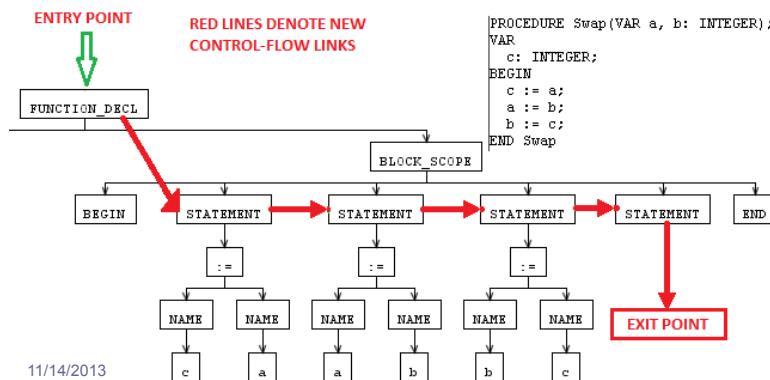 ENTRY POINT
RED LINES DENOTE NEW
CONTROL-FLOW LINKS
PROCEDURE Swap(VAR a, b: INTEGER);
VAR
c: INTEGER;
BEGIN
c := a;
a := b;
b := c;
END Swap
FUNCTION_DECL
BLOCK_SCOPE
BEGIN STATEMENT STATEMENT STATEMENT STATEMENT END
:= := :=
NAME NAME NAME NAME NAME NAME
EXIT POINT
c a a b b c
11/14/2013